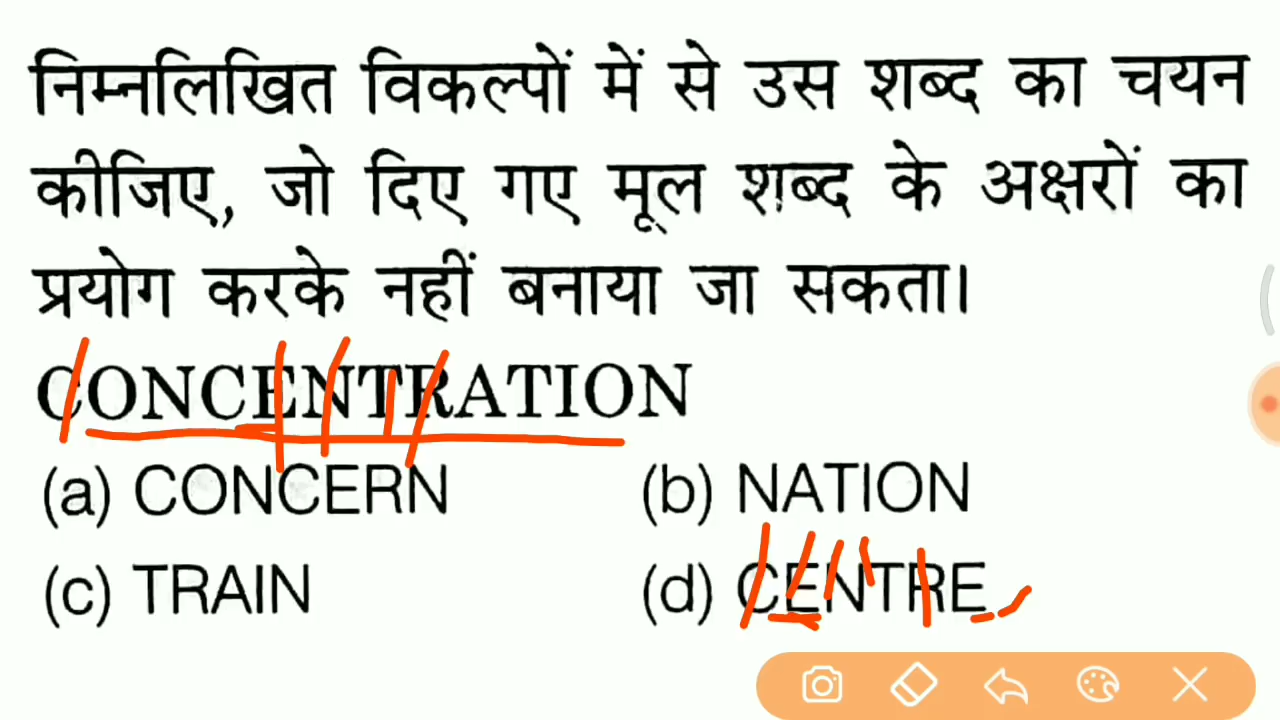 निम्नलिखित विकल्पों में से उस शब्द का चयन
कीजिए, जो दिए गए मूल शब्द के अक्षरों का
प्रयोग करके नहीं बनाया जा सकता।
CONCENTRATION
(a) CONCERN (b) NATION
(c) TRAIN (d) CENTRE